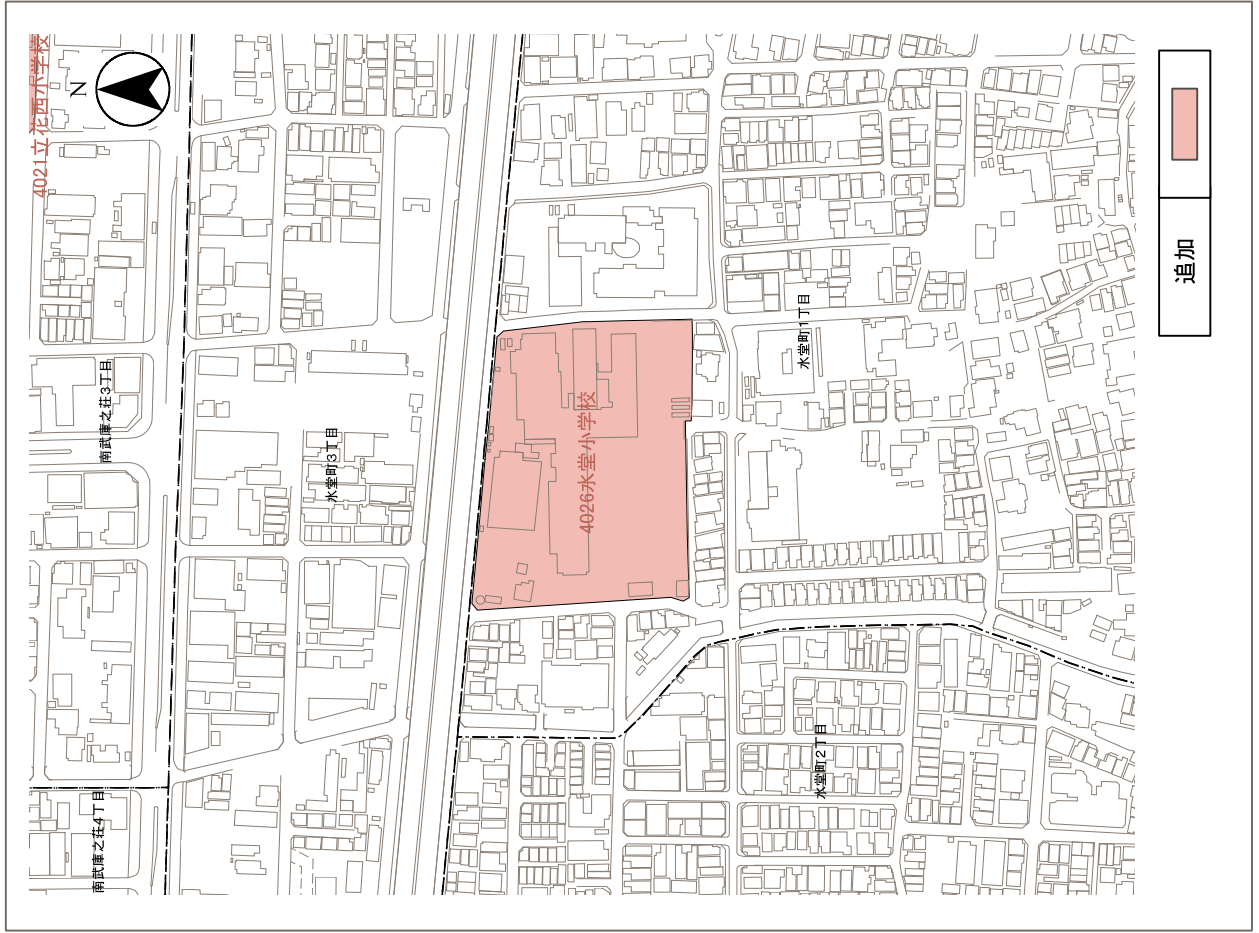 4021立花西小学校
N
南武庫之荘3丁目
水堂町3丁目
4026水堂小学校
水堂町1丁目
水堂町2丁目
南武庫之荘4丁目
追加